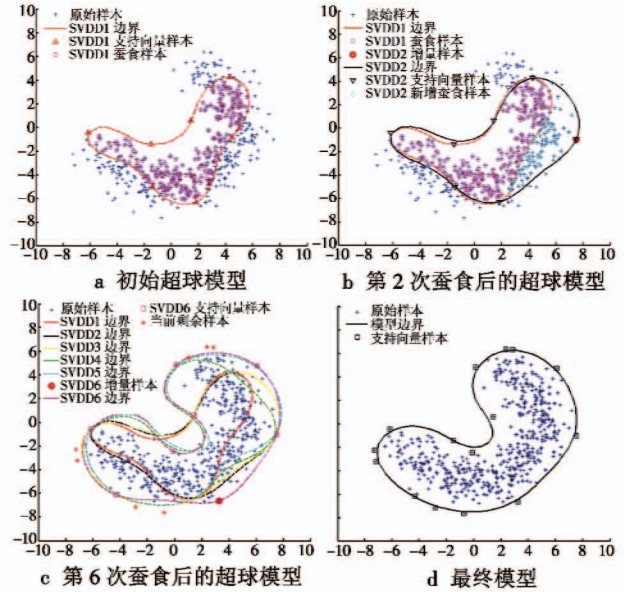 原始样本
SVDD1 边界
SVDD1 支持向量样本
SVDD1 蚕食样本
10
8
6
4
2
0
−2
−4
−6
−8
−10
−10 −8 −6 −4 −2 0 2 4 6 8 10
a 初始超球模型
原始样本
SVDD1 边界
SVDD1 蚕食样本
SVDD2 增量样本
SVDD2 边界
SVDD2 支持向量样本
SVDD2 新增蚕食样本
10
8
6
4
2
0
−2
−4
−6
−8
−10
−10 −8 −6 −4 −2 0 2 4 6 8 10
b 第 2 次蚕食后的超球模型
原始样本
SVDD1 边界
SVDD2 边界
SVDD3 边界
SVDD4 边界
SVDD5 边界
SVDD6 增量样本
SVDD6 边界
SVDD6 支持向量样本
当前剩余样本
10
8
6
4
2
0
−2
−4
−6
−8
−10
−10 −8 −6 −4 −2 0 2 4 6 8 10
c 第 6 次蚕食后的超球模型
原始样本
模型边界
支持向量样本
10
8
6
4
2
0
−2
−4
−6
−8
−10
−10 −8 −6 −4 −2 0 2 4 6 8 10
d 最终模型